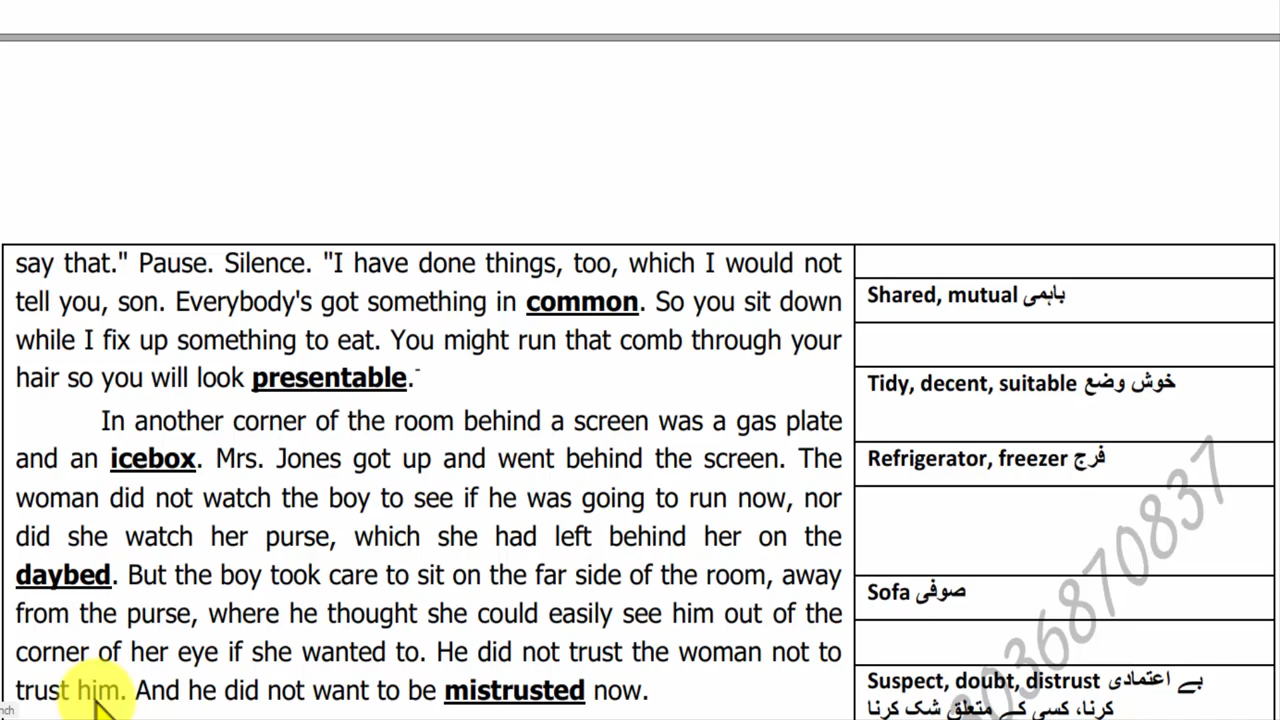 say that." Pause. Silence. "I have done things, too, which I would not
tell you, son. Everybody's got something in common. So you sit down
while I fix up something to eat. You might run that comb through your
hair so you will look presentable.-
In another corner of the room behind a screen was a gas plate
and an icebox. Mrs. Jones got up and went behind the screen. The
woman did not watch the boy to see if he was going to run now, nor
did she watch her purse, which she had left behind her on the
daybed. But the boy took care to sit on the far side of the room, away
from the purse, where he thought she could easily see him out of the
corner of her eye if she wanted to. He did not trust the woman not to
trust him. And he did not want to be mistrusted now.
Shared, mutual باہمی
Tidy, decent, suitable خوش وضع
Refrigerator, freezer فرج
Sofa صوفی
Suspect, doubt, distrust بے اعتمادی
کرنا، کسی کے متعلق شک کرنا
8036870837
nch